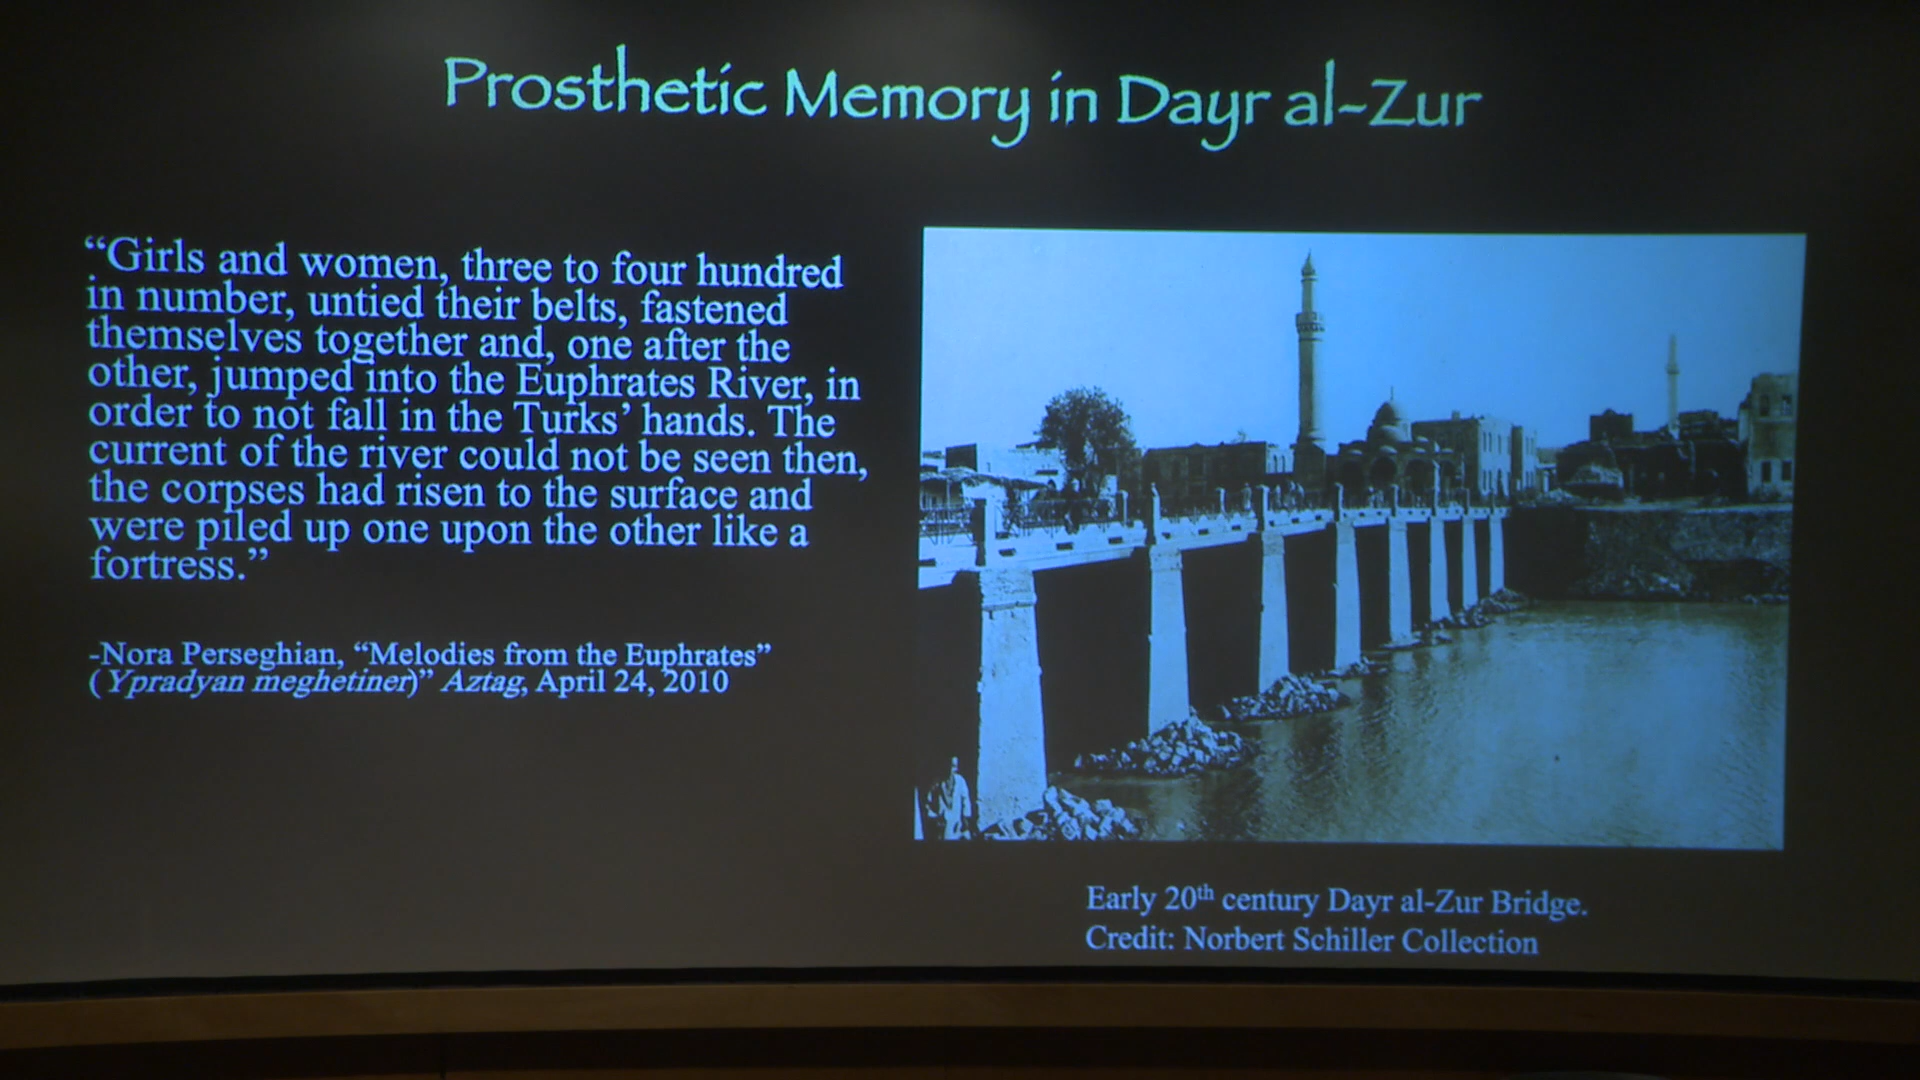 Prosthetic Memory in Dayr al-Zur
“Girls and women, three to four hundred
in number, untied their belts, fastened
themselves together and, one after the
other, jumped into the Euphrates River, in
order to not fall in the Turks’ hands. The
current of the river could not be seen then,
the corpses had risen to the surface and
were piled up one upon the other like a
fortress.”
-Nora Perseghian, “Melodies from the Euphrates”
(Ypradyan meghetiner)” Aztag, April 24, 2010
Early 20th century Dayr al-Zur Bridge.
Credit: Norbert Schiller Collection